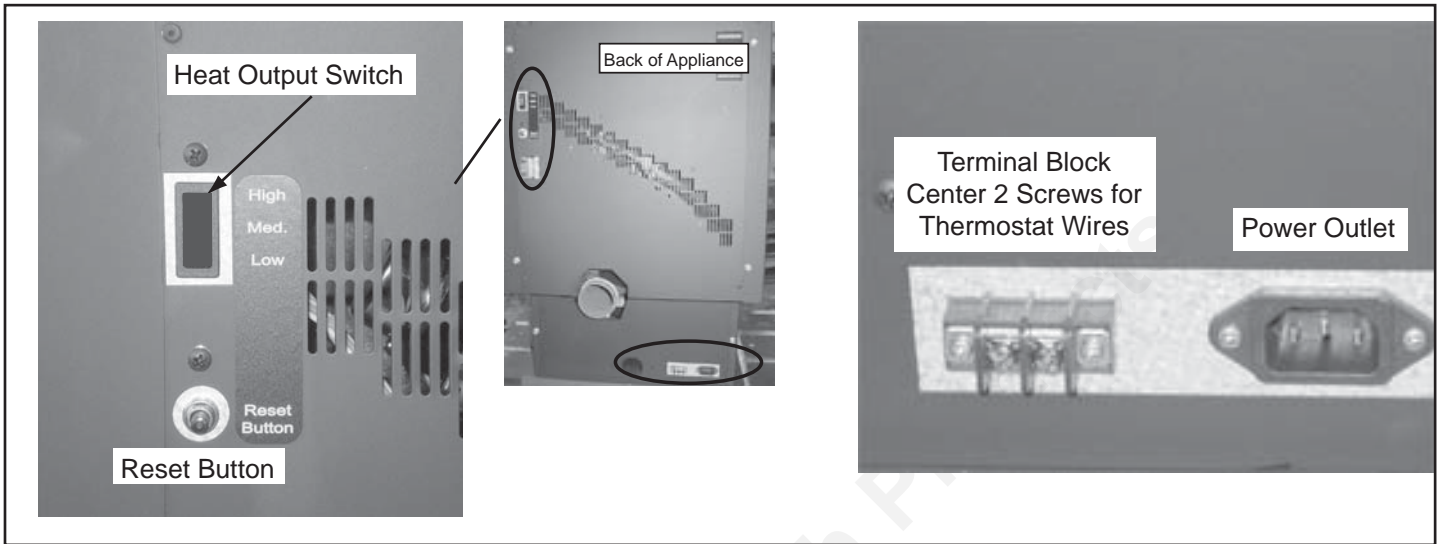 Heat Output Switch
High
Med.
Low
Reset
Button
Reset Button
Back of Appliance
Terminal Block
Center 2 Screws for
Thermostat Wires
Power Outlet